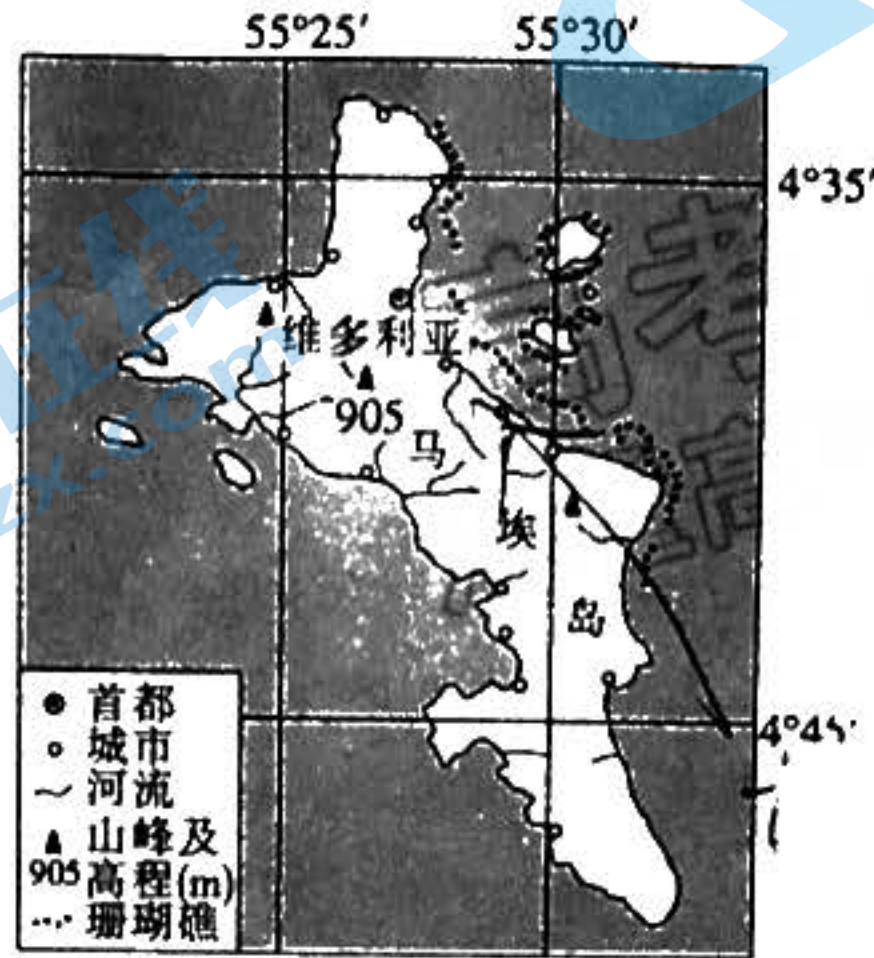 55°25′ 55°30′
4°35′
维多利亚
905
马
埃
岛
4°45′
首都
城市
河流
山峰及
905 高程(m)
珊瑚礁